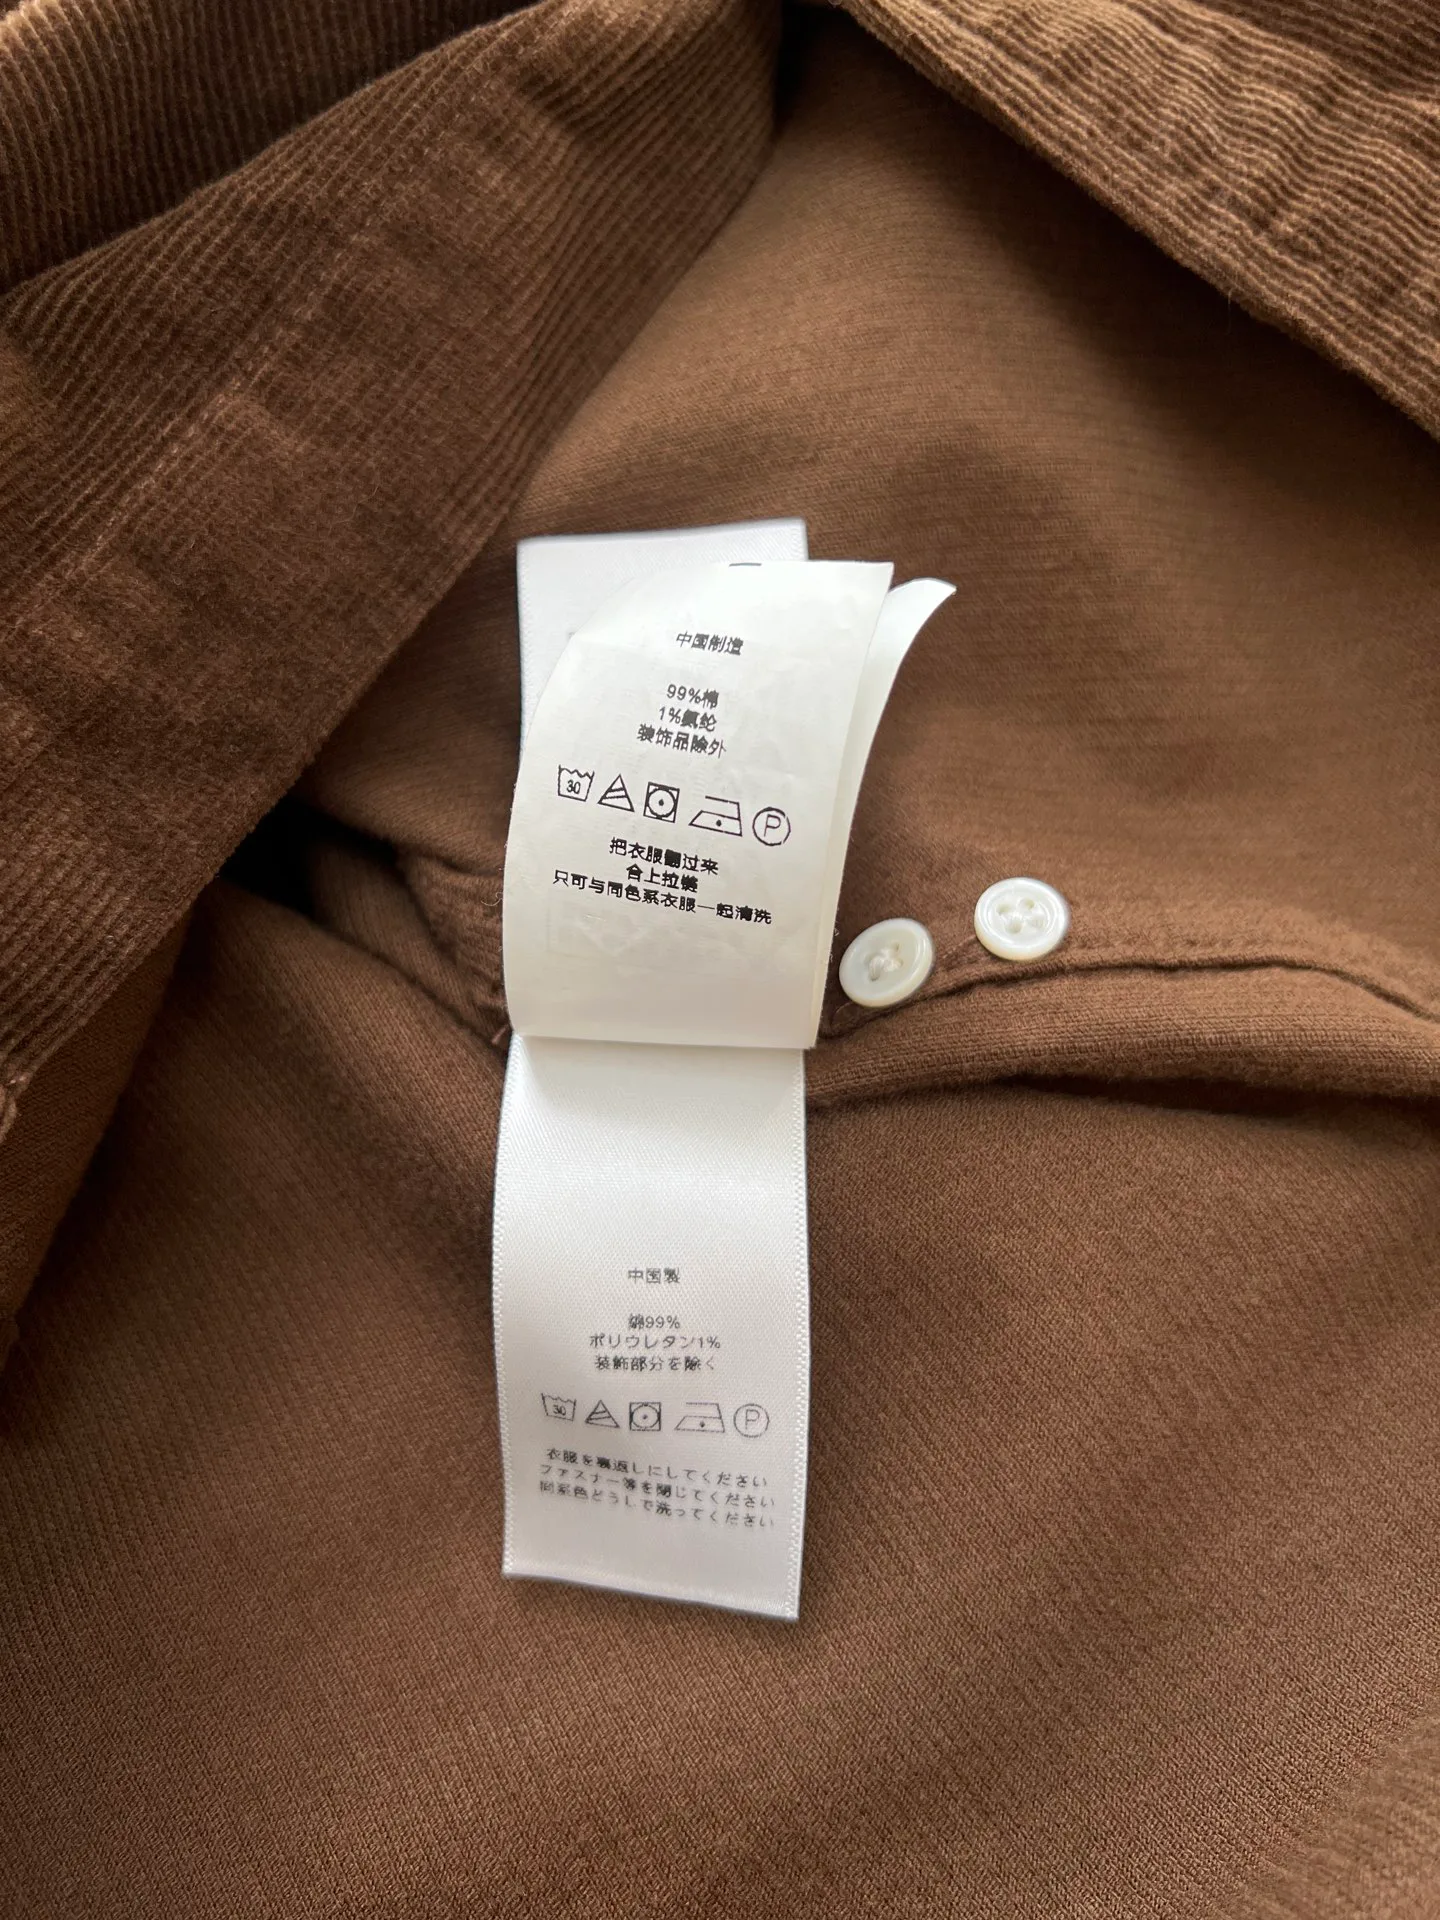 中国制造
99%棉
1%氨纶
装饰品除外
30
P
把衣服翻过来
合上拉链
只可与同色系衣服一起清洗
中国製
綿99%
ポリウレタン1%
装飾部分を除く
30
P
衣服を裏返しにしてください
ファスナー等を閉じてください
同系色どうしで洗ってください